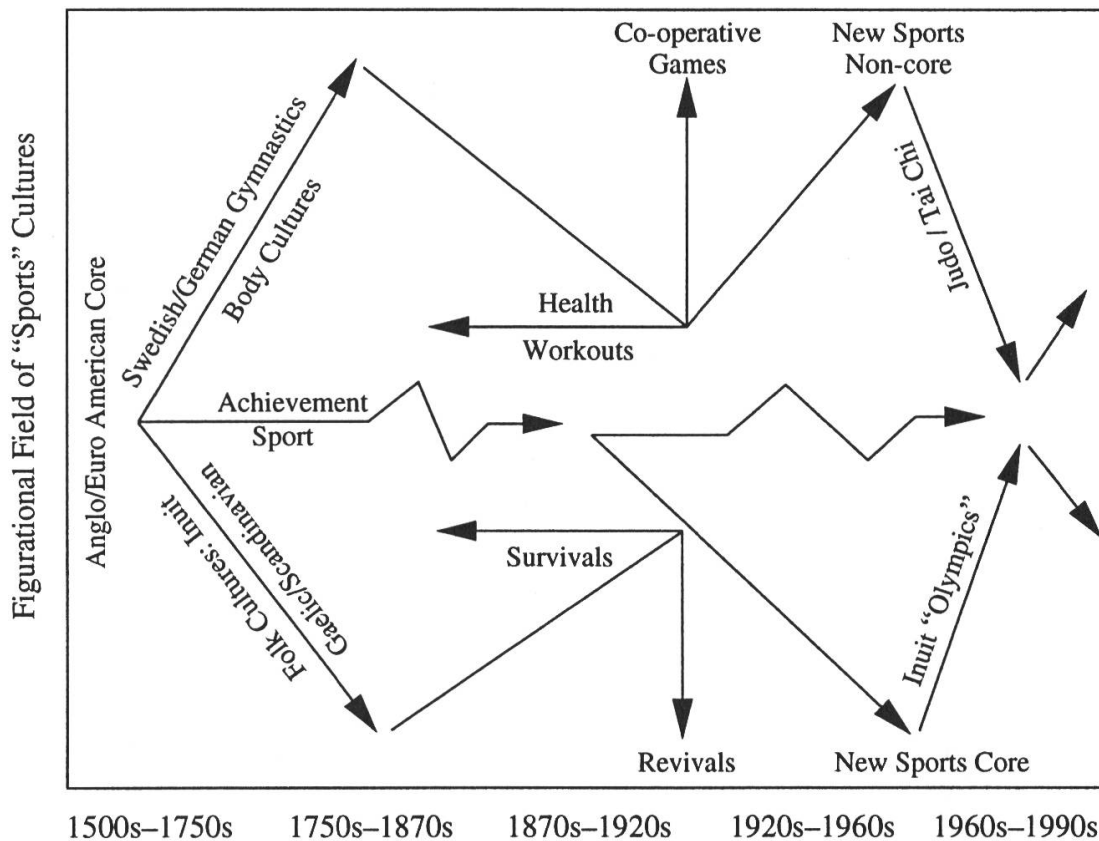 Figurational Field of “Sports” Cultures
Anglo/Euro American Core
Swedish/German Gymnastics
Body Cultures
Co-operative
Games
New Sports
Non-core
Judo / Tai Chi
Health
Workouts
Achievement
Sport
Folk Cultures: Inuit
Gaelic/Scandinavian
Survivals
Revivals
Inuit “Olympics”
New Sports Core
1500s–1750s 1750s–1870s 1870s–1920s 1920s–1960s 1960s–1990s